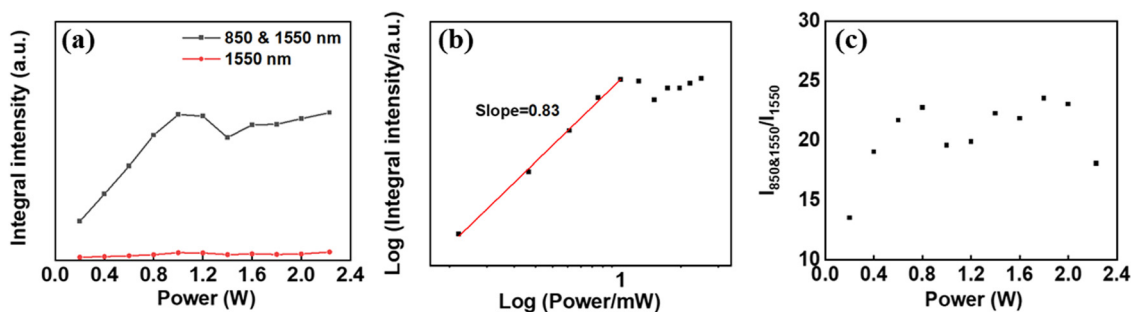 (a)
850 & 1550 nm
1550 nm
Integral intensity (a.u.)
0.0 0.4 0.8 1.2 1.6 2.0 2.4
Power (W)
(b)
Slope=0.83
Log (Integral intensity/a.u.)
1
Log (Power/mW)
(c)
I850&1550/I1550
30
25
20
15
10
0.0 0.4 0.8 1.2 1.6 2.0 2.4
Power (W)